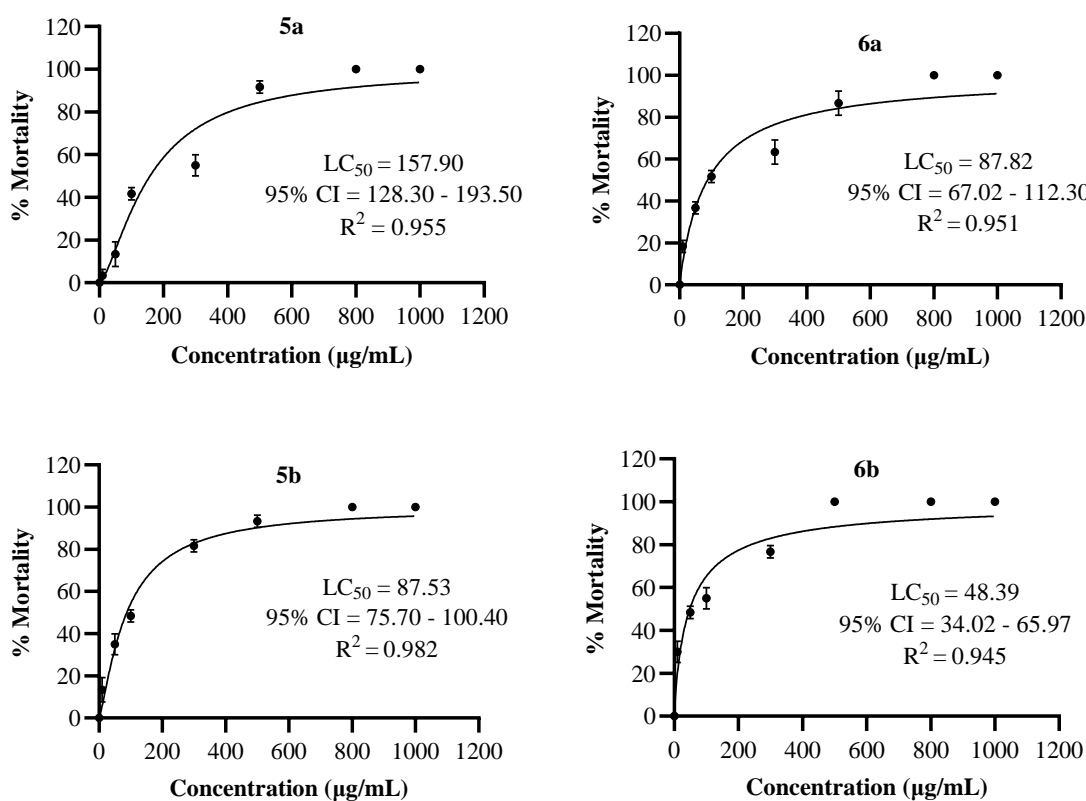 5a
120
100
80
60
40
20
0
% Mortality
LC50 = 157.90
95% CI = 128.30 - 193.50
R2 = 0.955
0 200 400 600 800 1000 1200
Concentration (µg/mL)
6a
120
100
80
60
40
20
0
% Mortality
LC50 = 87.82
95% CI = 67.02 - 112.30
R2 = 0.951
0 200 400 600 800 1000 1200
Concentration (µg/mL)
5b
120
100
80
60
40
20
0
% Mortality
LC50 = 87.53
95% CI = 75.70 - 100.40
R2 = 0.982
0 200 400 600 800 1000 1200
Concentration (µg/mL)
6b
120
100
80
60
40
20
0
% Mortality
LC50 = 48.39
95% CI = 34.02 - 65.97
R2 = 0.945
0 200 400 600 800 1000 1200
Concentration (µg/mL)